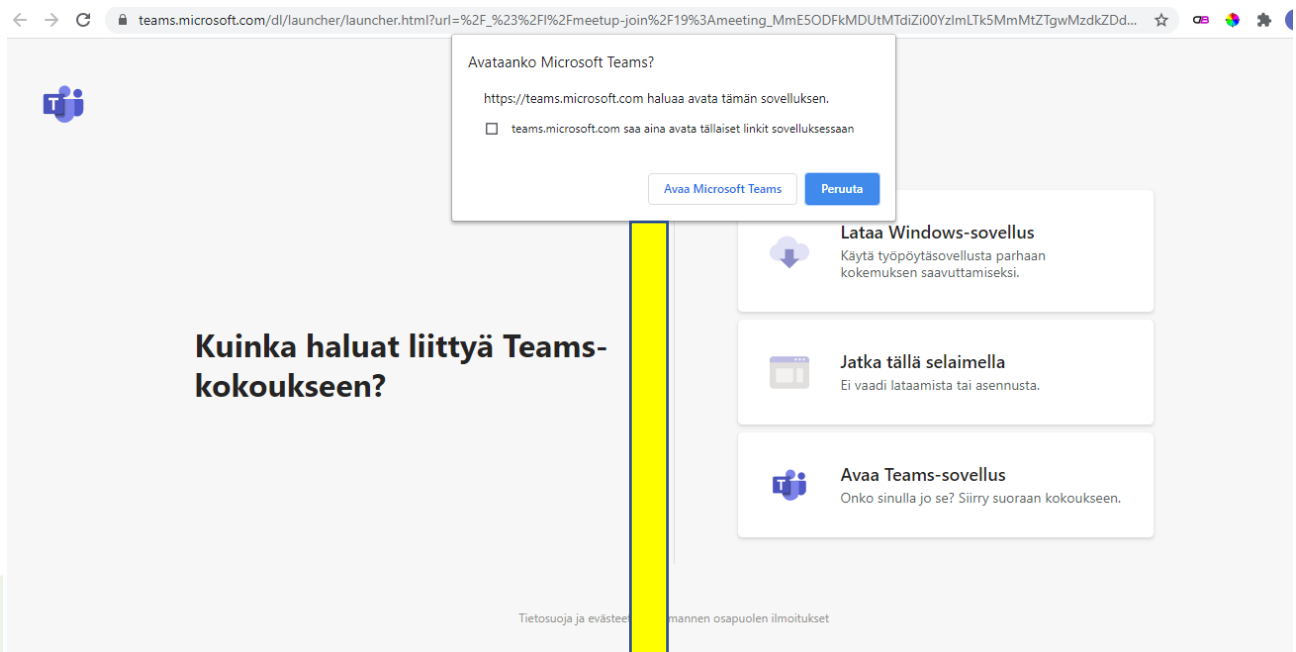 teams.microsoft.com/dl/launcher/launcher.html?url=%2F_%23%2Fl%2Fmeetup-join%2F19%3Ameeting_MmE5ODFkMDUtMTdiZi00YzlmLTk5MmMtZTgwMzdkZDd...
Avataanko Microsoft Teams?
https://teams.microsoft.com haluaa avata tämän sovelluksen.
teams.microsoft.com saa aina avata tällaiset linkit sovelluksessaan
Avaa Microsoft Teams
Peruuta
Kuinka haluat liittyä Teams-
kokoukseen?
Lataa Windows-sovellus
Käytä työpöytäsovellusta parhaan
kokemuksen saavuttamiseksi.
Jatka tällä selaimella
Ei vaadi lataamista tai asennusta.
Avaa Teams-sovellus
Onko sinulla jo se? Siirry suoraan kokoukseen.
Tietosuoja ja evästeet osapuolen ilmoitukset